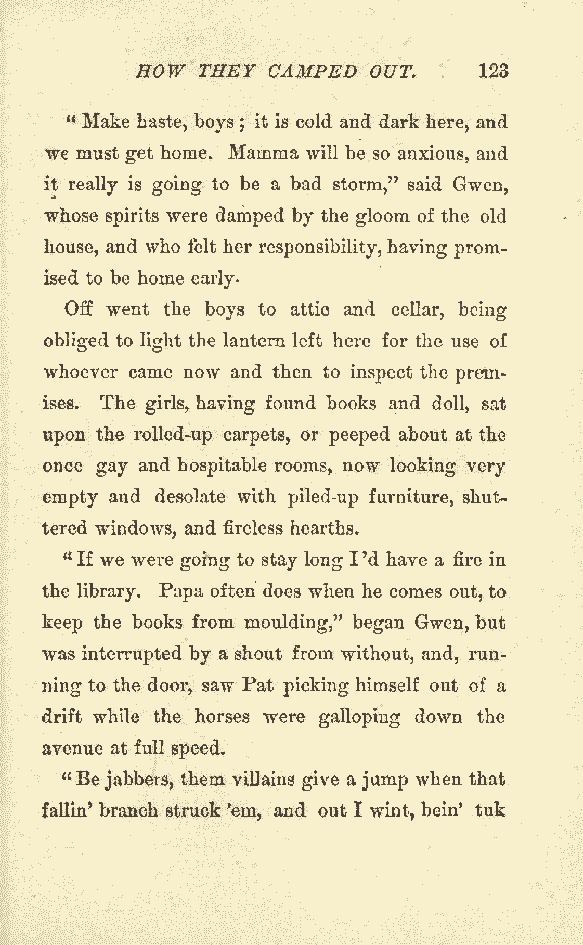 HOW THEY CAMPED OUT. 123
“Make haste, boys; it is cold and dark here, and
we must get home. Mamma will be so anxious, and
it really is going to be a bad storm,” said Gwen,
whose spirits were damped by the gloom of the old
house, and who felt her responsibility, having prom-
ised to be home early.
Off went the boys to attic and cellar, being
obliged to light the lantern left here for the use of
whoever came now and then to inspect the prem-
ises. The girls, having found books and doll, sat
upon the rolled-up carpets, or peeped about at the
once gay and hospitable rooms, now looking very
empty and desolate with piled-up furniture, shut-
tered windows, and fireless hearths.
“If we were going to stay long I’d have a fire in
the library. Papa often does when he comes out, to
keep the books from moulding,” began Gwen, but
was interrupted by a shout from without, and, run-
ning to the door, saw Pat picking himself out of a
drift while the horses were galloping down the
avenue at full speed.
“Be jabbers, them villains give a jump when that
fallin’ branch struck ’em, and out I wint, bein’ tuk